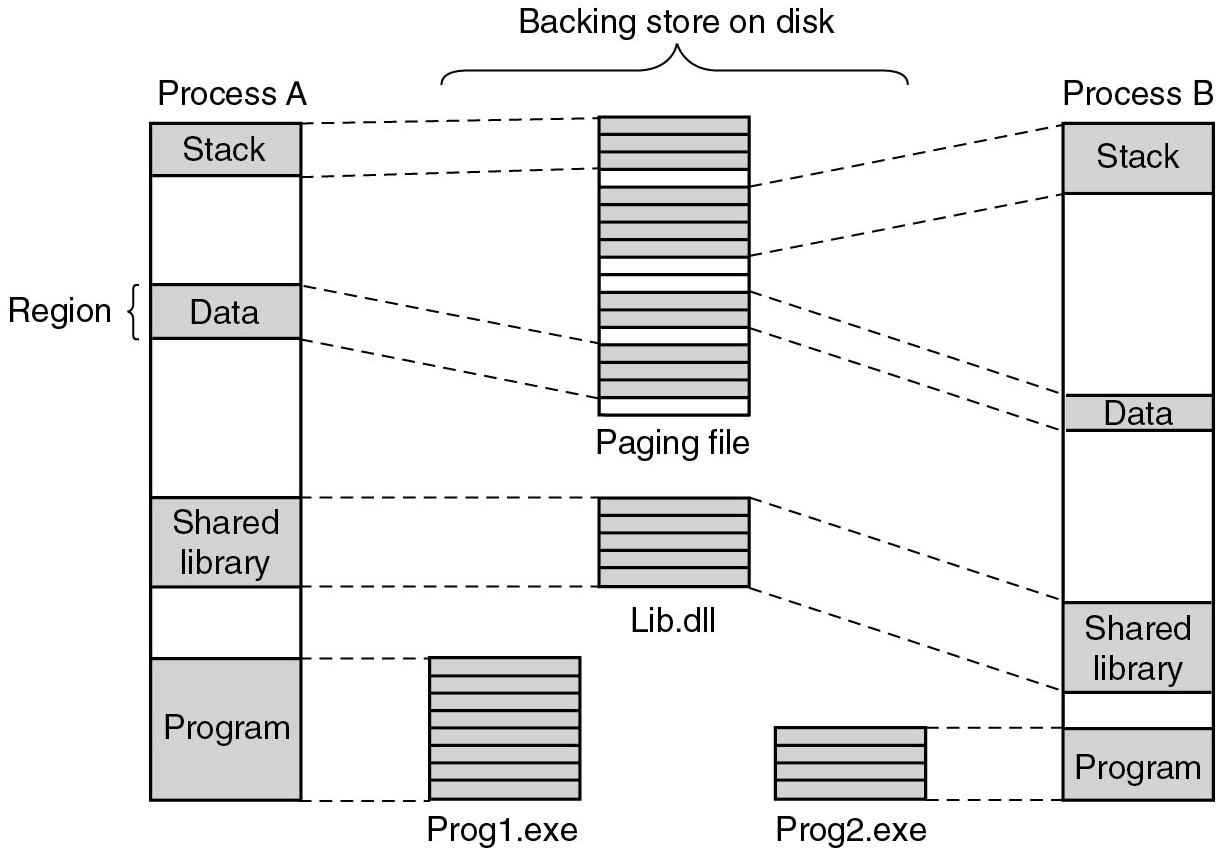 Backing store on disk
Process A
Process B
Stack
Stack
Region
Data
Data
Paging file
Shared
library
Lib.dll
Shared
library
Program
Program
Prog1.exe
Prog2.exe